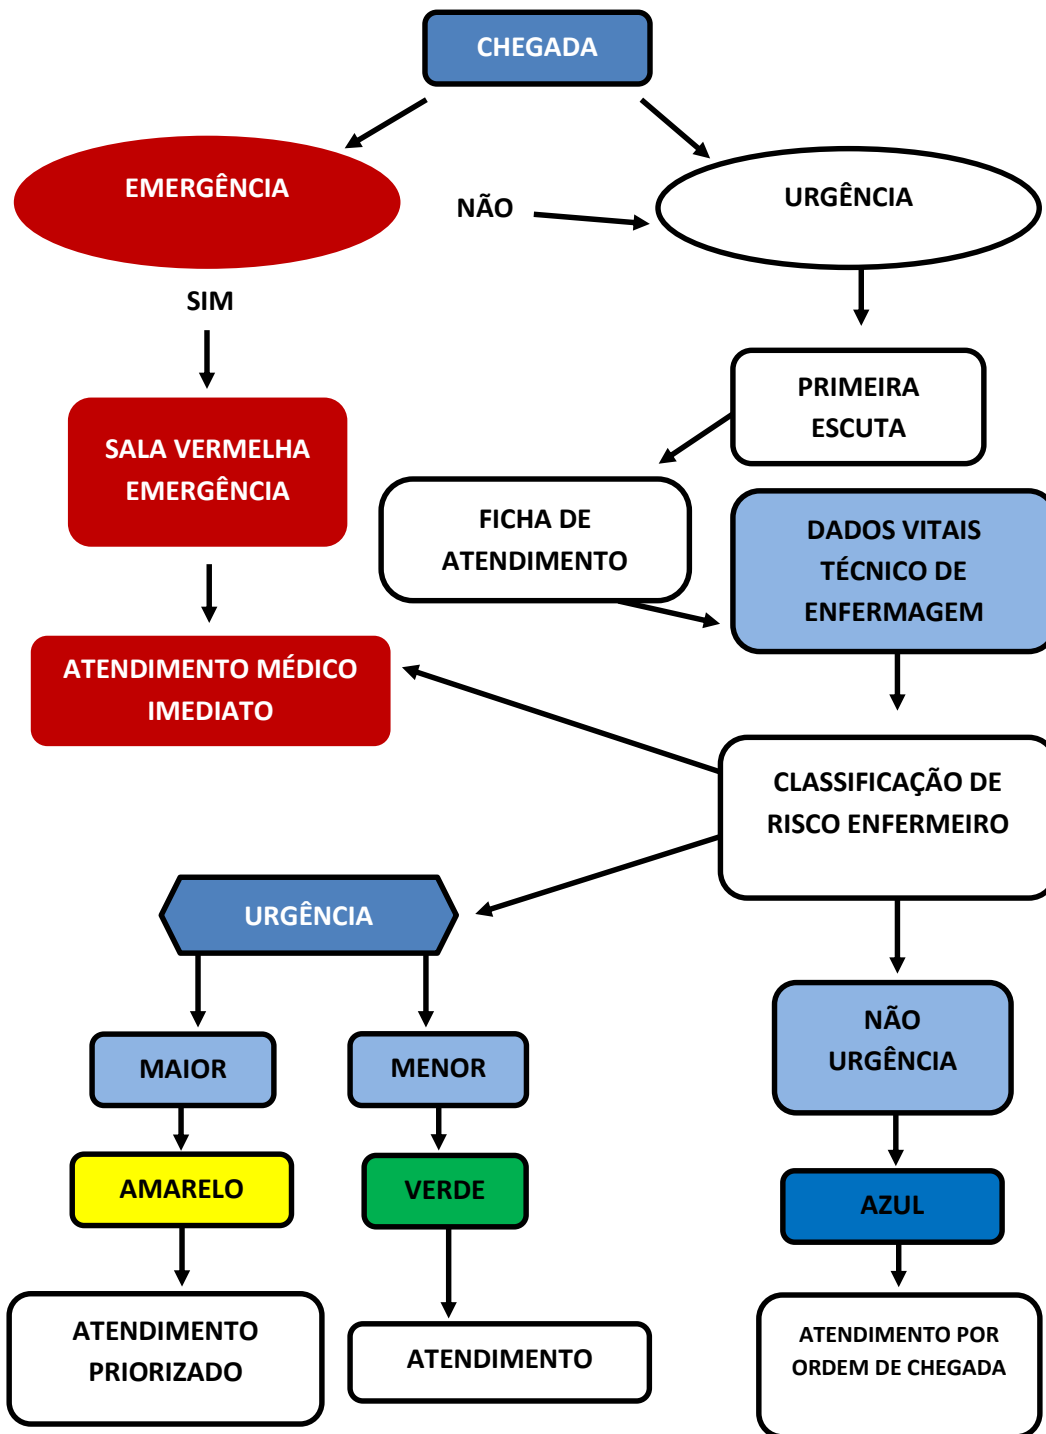 CHEGADA
EMERGÊNCIA
NÃO
URGÊNCIA
SIM
PRIMEIRA
ESCUTA
SALA VERMELHA
EMERGÊNCIA
FICHA DE
ATENDIMENTO
DADOS VITAIS
TÉCNICO DE
ENFERMAGEM
ATENDIMENTO MÉDICO
IMEDIATO
CLASSIFICAÇÃO DE
RISCO ENFERMEIRO
URGÊNCIA
NÃO
URGÊNCIA
MAIOR
MENOR
AMARELO
VERDE
AZUL
ATENDIMENTO
PRIORIZADO
ATENDIMENTO
ATENDIMENTO POR
ORDEM DE CHEGADA